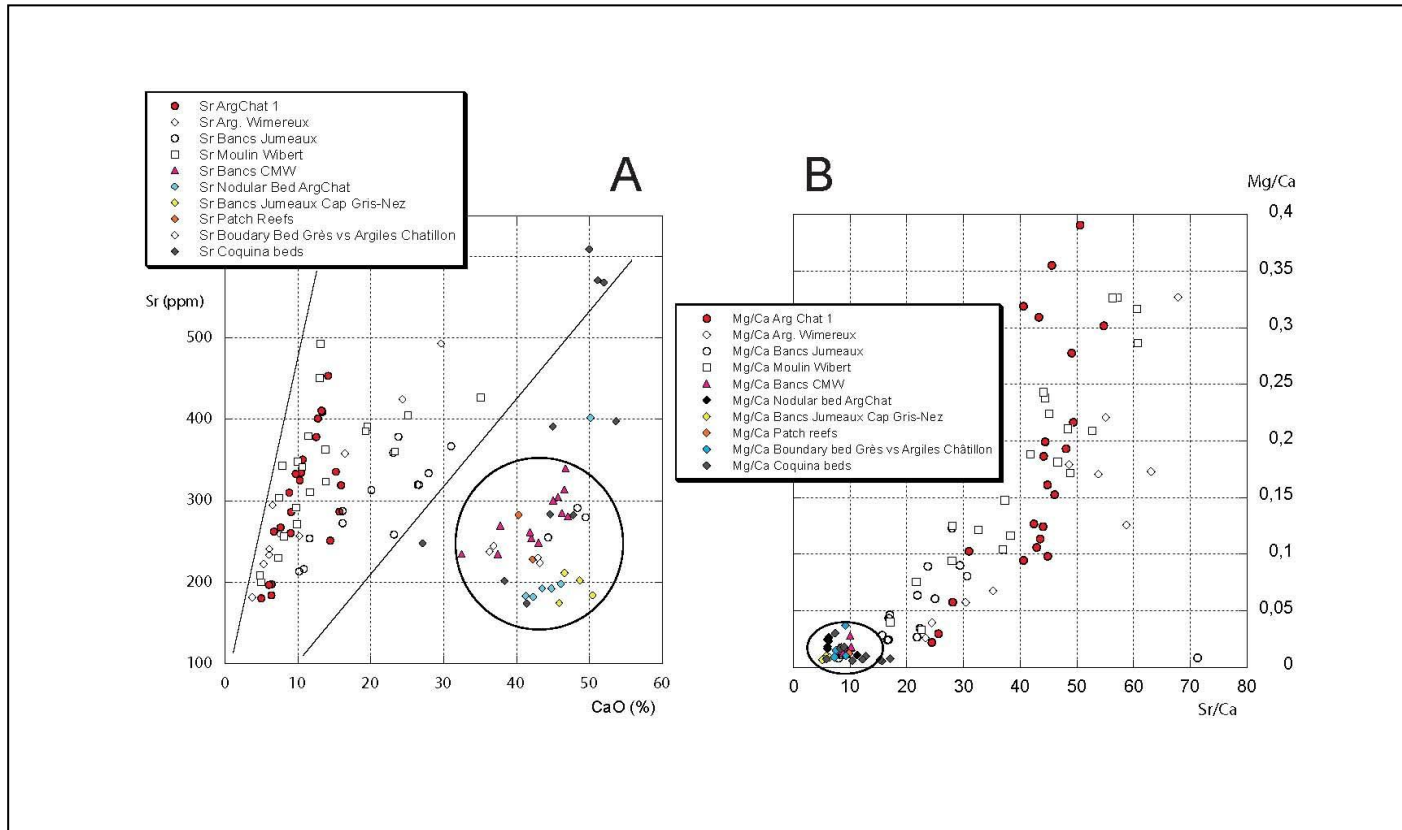 Sr ArgChat 1
Sr Arg. Wimereux
Sr Bancs Jumeaux
Sr Moulin Wibert
Sr Bancs CMW
Sr Nodular Bed ArgChat
Sr Bancs Jumeaux Cap Gris-Nez
Sr Patch Reefs
Sr Boudary Bed Grès vs Argiles Chatillon
Sr Coquina beds
A
Sr (ppm)
500
400
300
200
100
0 10 20 30 40 50 60
CaO (%)
B
Mg/Ca
0,4
0,35
0,3
0,25
0,2
0,15
0,1
0,05
0
Mg/Ca Arg Chat 1
Mg/Ca Arg. Wimereux
Mg/Ca Bancs Jumeaux
Mg/Ca Moulin Wibert
Mg/Ca Bancs CMW
Mg/Ca Nodular bed ArgChat
Mg/Ca Bancs Jumeaux Cap Gris-Nez
Mg/Ca Patch reefs
Mg/Ca Boundary bed Grès vs Argiles Châtillon
Mg/Ca Coquina beds
0 10 20 30 40 50 60 70 80
Sr/Ca